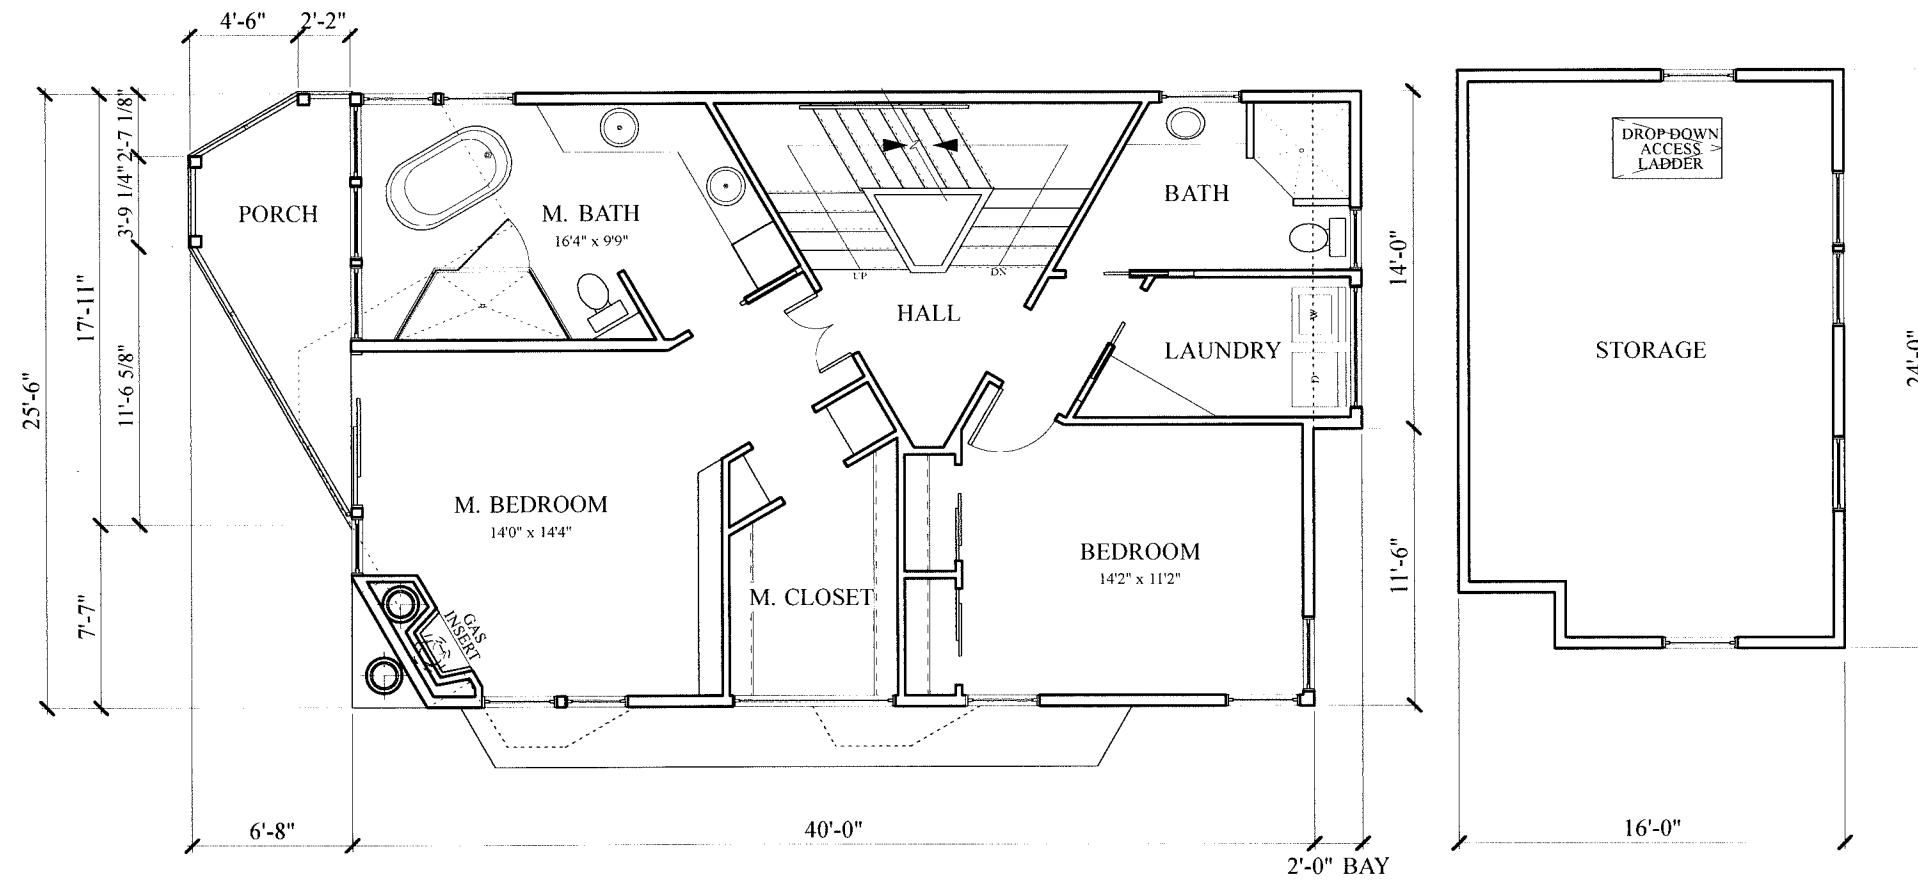 4'-6"
2'-2"
25'-6"
17'-11"
7'-7"
2'-7 1/8"
3'-9 1/4"
11'-6 5/8"
PORCH
M. BATH
16'4" x 9'9"
UP
DN
HALL
BATH
LAUNDRY
W
D
M. BEDROOM
14'0" x 14'4"
GAS
INSERT
M. CLOSET
BEDROOM
14'2" x 11'2"
14'-0"
11'-6"
6'-8"
40'-0"
2'-0" BAY
DROP DOWN
ACCESS
LADDER
STORAGE
24'-0"
16'-0"